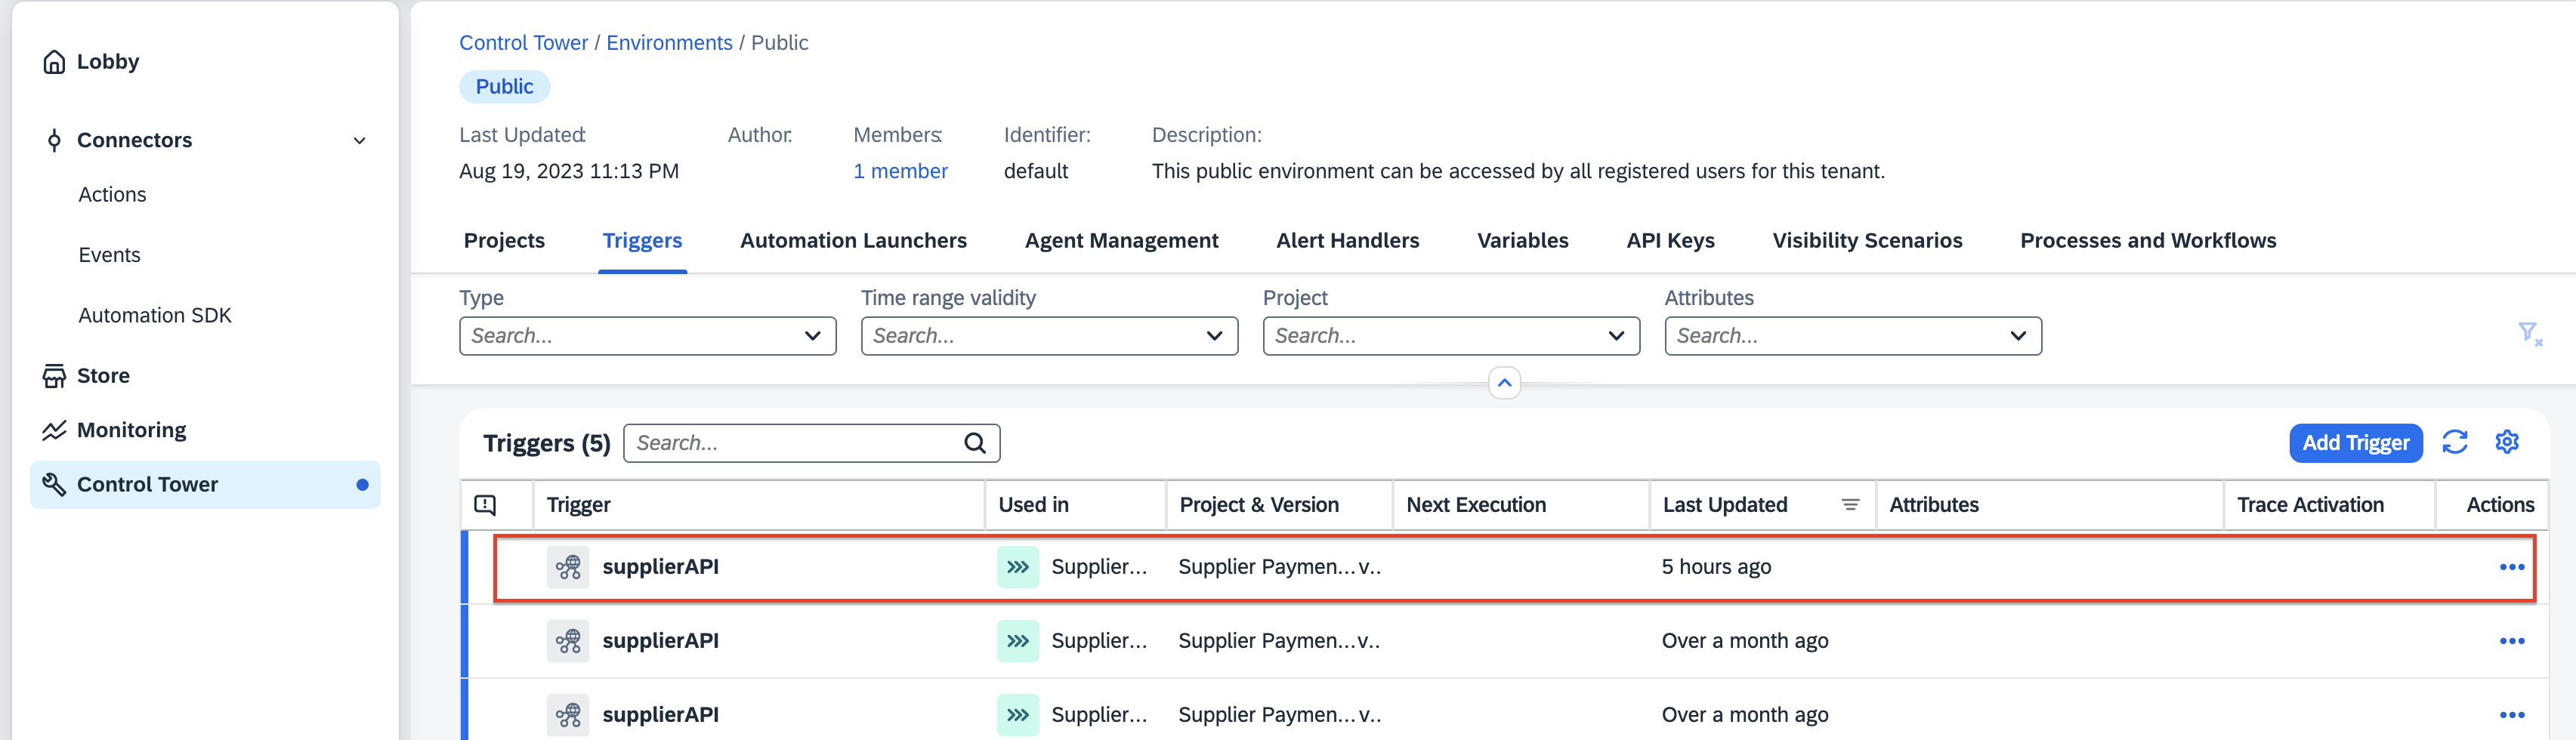 Lobby
Connectors
Actions
Events
Automation SDK
Store
Monitoring
Control Tower
Control Tower / Environments / Public
Public
Last Updated: Author: Members: Identifier: Description:
Aug 19, 2023 11:13 PM 1 member default This public environment can be accessed by all registered users for this tenant.
Projects Triggers Automation Launchers Agent Management Alert Handlers Variables API Keys Visibility Scenarios Processes and Workflows
Type Time range validity Project Attributes
Search... Search... Search... Search...
Triggers (5) Search... Add Trigger
Trigger Used in Project & Version Next Execution Last Updated Attributes Trace Activation Actions
supplierAPI Supplier... Supplier Paymen... v.. 5 hours ago
supplierAPI Supplier... Supplier Paymen... v.. Over a month ago
supplierAPI Supplier... Supplier Paymen... v.. Over a month ago